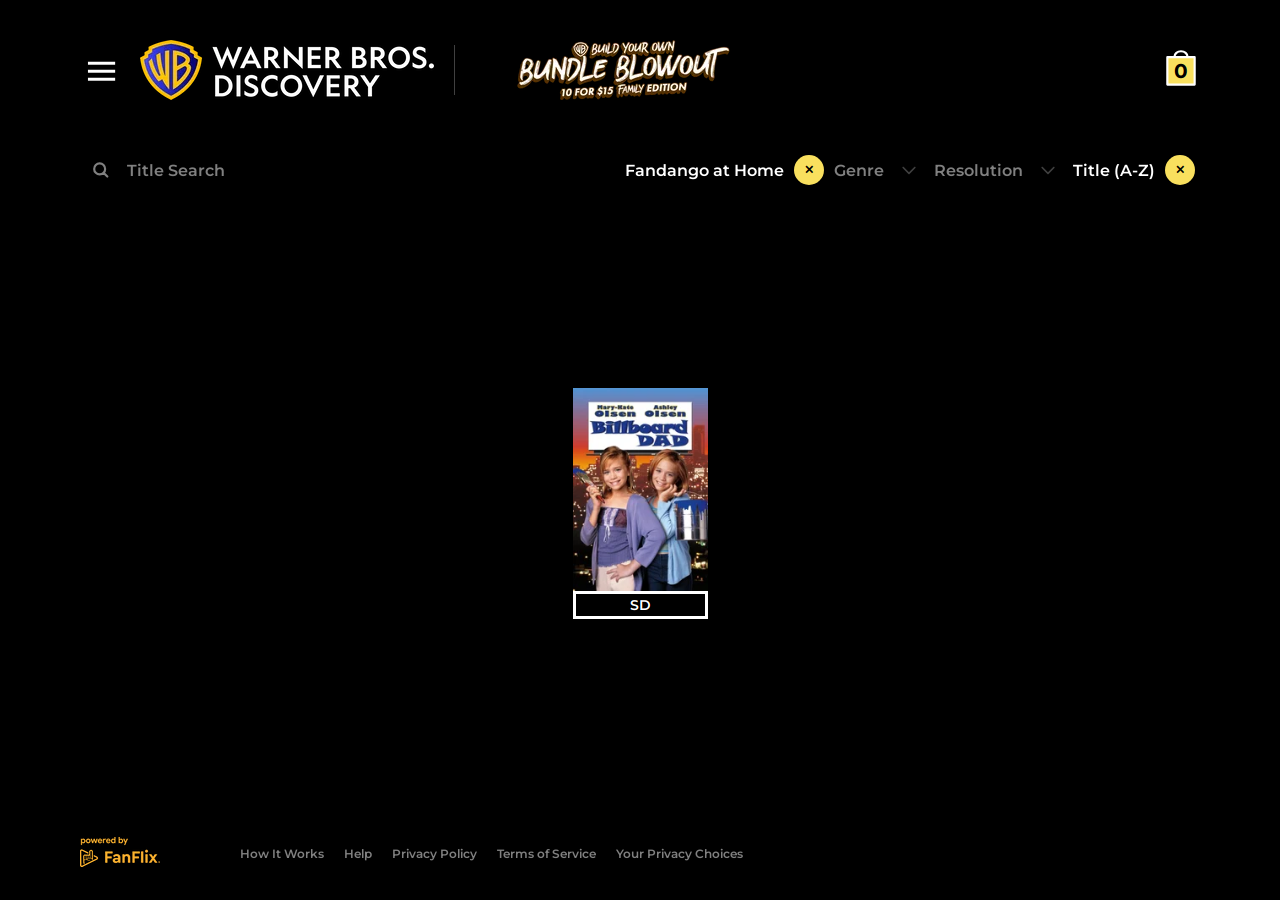 WARNER BROS.
DISCOVERY
BUILD YOUR OWN
BUNDLE BLOWOUT
10 FOR $15 FAMILY EDITION
0
Title Search
Fandango at Home
Genre
Resolution
Title (A-Z)
Mary-Kate Ashley
Olsen Olsen
Billboard
DAD
SD
powered by
FanFlix
How It Works
Help
Privacy Policy
Terms of Service
Your Privacy Choices